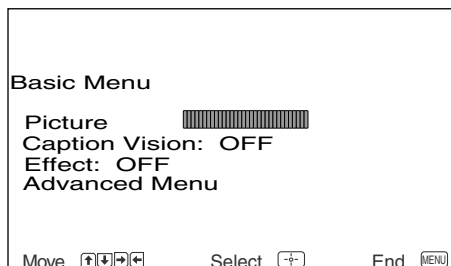 Basic Menu
Picture
Caption Vision: OFF
Effect: OFF
Advanced Menu
Move Select End MENU